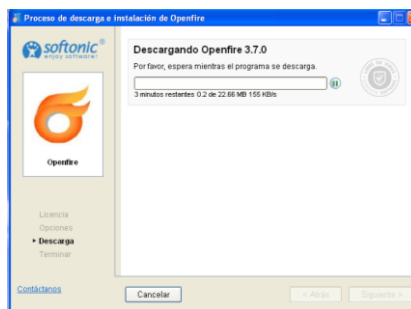 Proceso de descarga e instalación de Openfire
softonic®
enjoy software!
Openfire
Licencia
Opciones
Descarga
Terminar
Contáctanos
Descargando Openfire 3.7.0
Por favor, espera mientras el programa se descarga.
3 minutos restantes 0.2 de 22.66 MB 155 KB/s
Cancelar
< Atrás
Siguiente >